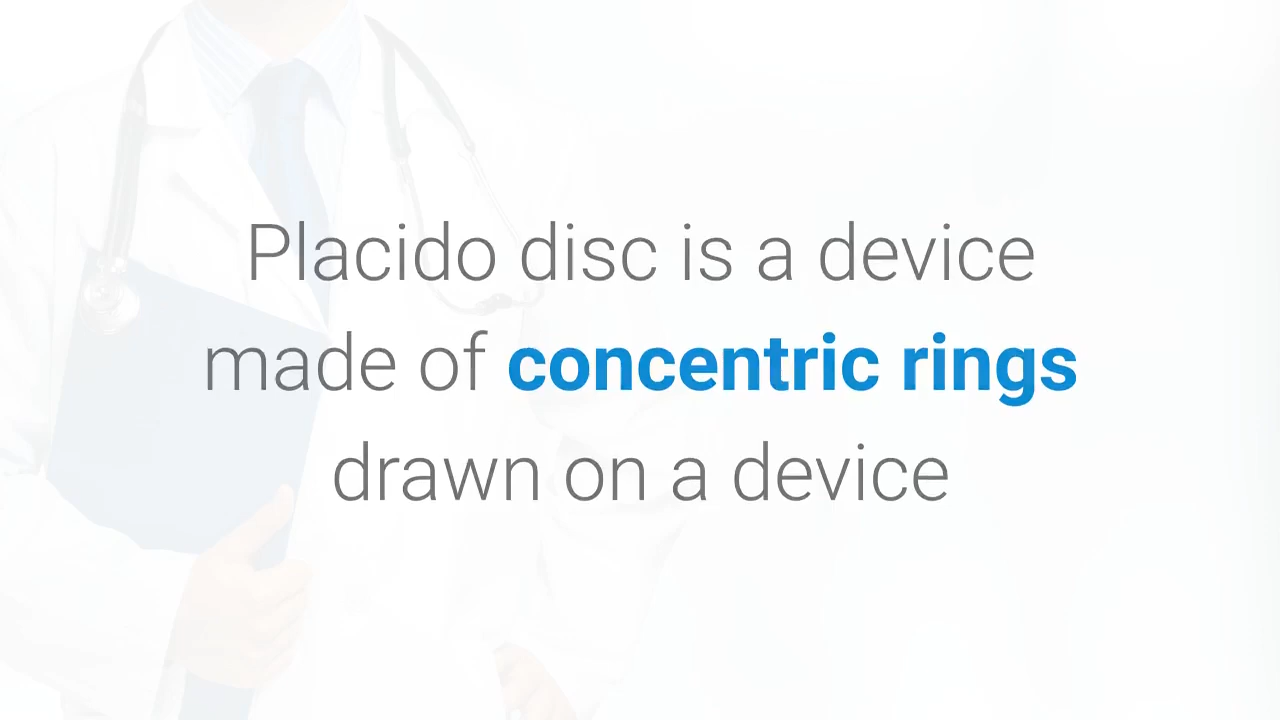 Placido disc is a device
made of concentric rings
drawn on a device